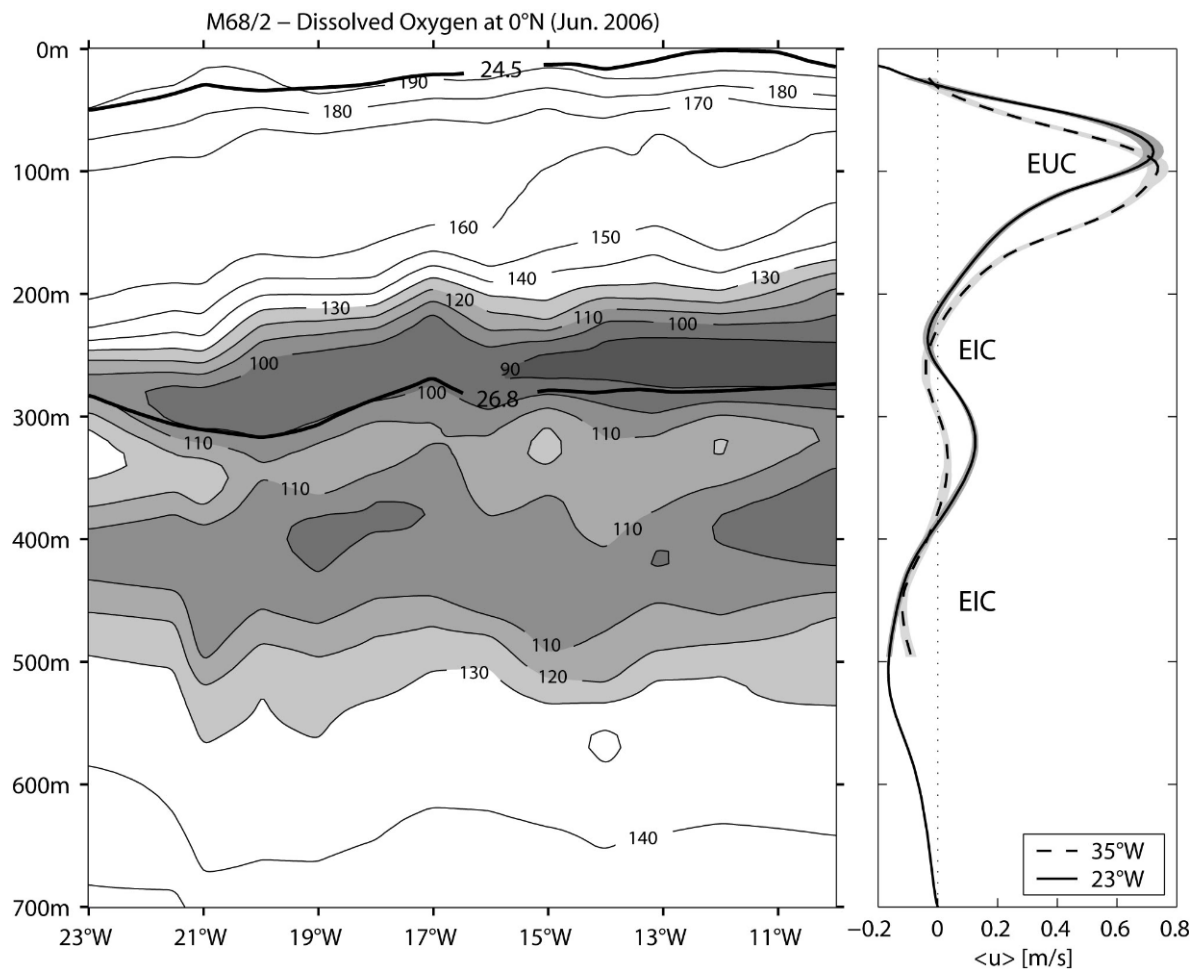 M68/2 – Dissolved Oxygen at 0°N (Jun. 2006)
0m
100m
200m
300m
400m
500m
600m
700m
23°W
21°W
19°W
17°W
15°W
13°W
11°W
24.5
190
180
180
170
160
150
140
130
130
120
110
100
100
90
100
26.8
110
110
110
110
110
120
130
140
EUC
EIC
EIC
35°W
23°W
−0.2
0
0.2
0.4
0.6
0.8
<u> [m/s]